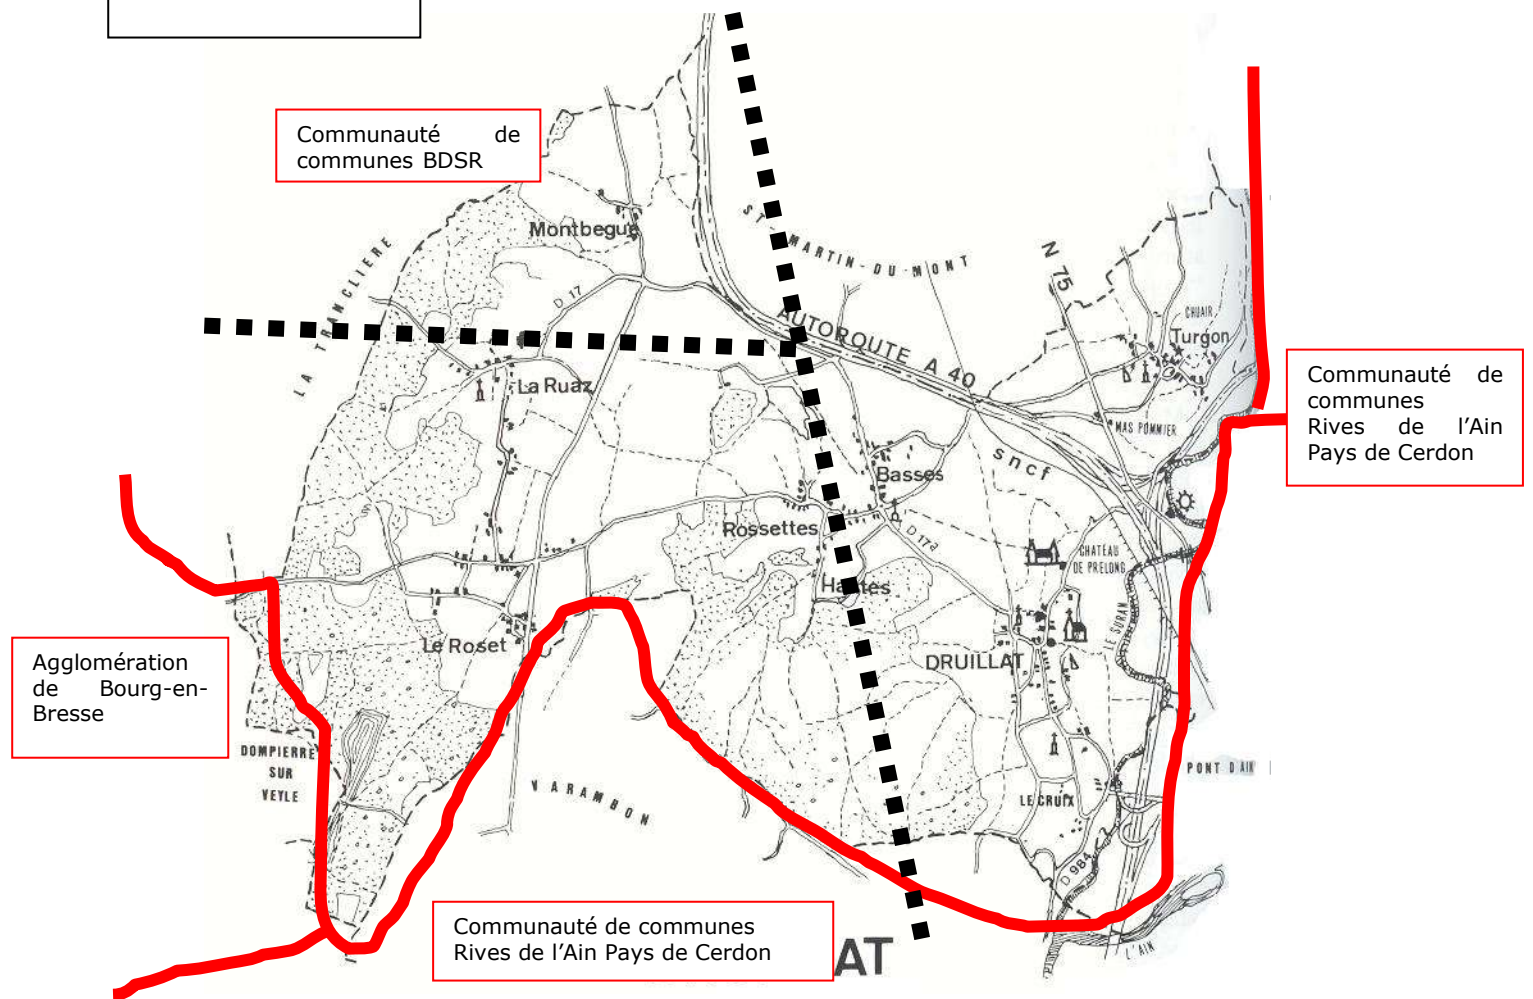 Communauté de
communes BDSR
Montbegue
ST-MARTIN-DU-MONT
N 75
LA TRANCLIERE
D 17
CHUAIR
Turgon
AUTOROUTE A 40
La Ruaz
Communauté de
communes
Rives de l'Ain
Pays de Cerdon
MAS POMMIER
sncf
Basses
Rossettes
D 17a
CHATEAU
DE PRELONG
Hautes
LE SURAN
Le Roset
DRUILLAT
Agglomération
de Bourg-en-
Bresse
DOMPIERRE
SUR
VEYLE
PONT D'AIN
VARAMBON
LE CRUIX
D 984
Communauté de communes
Rives de l'Ain Pays de Cerdon
AT
L'AIN